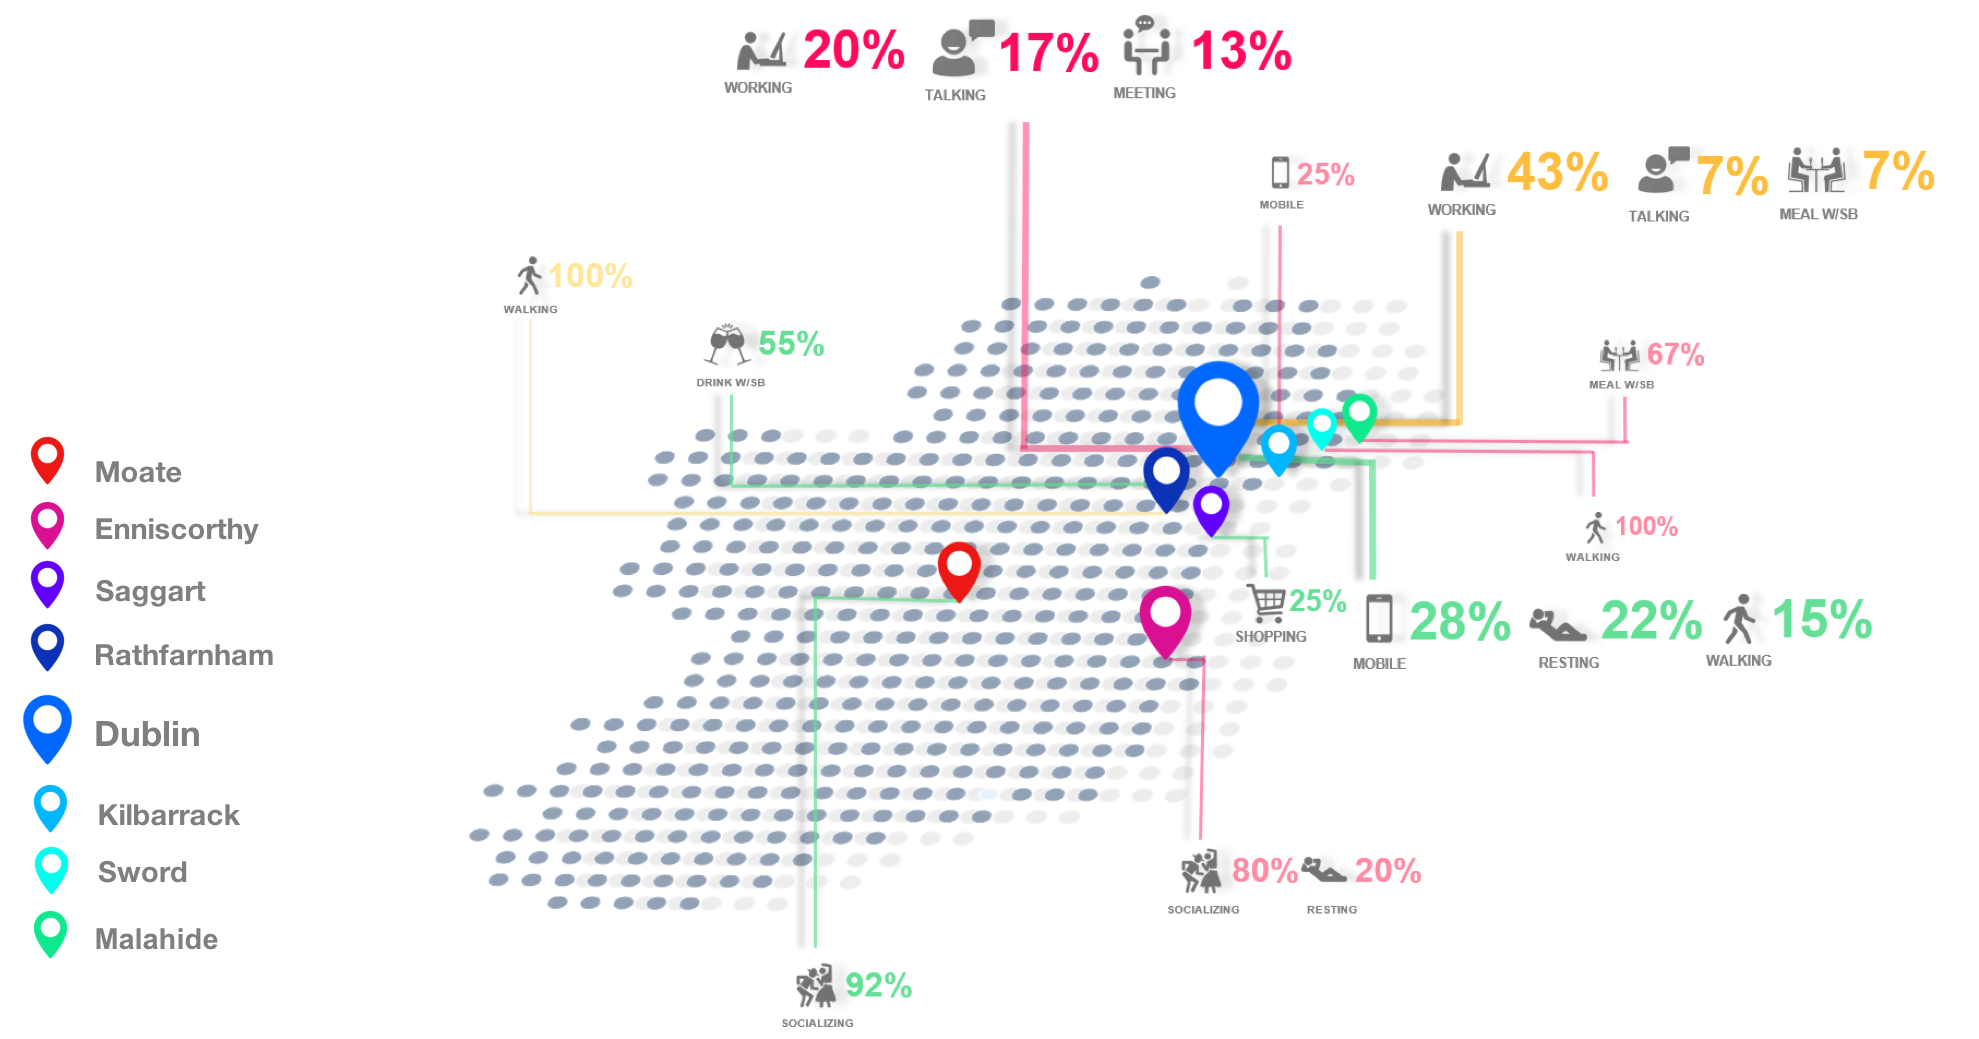 20%
17%
13%
WORKING
TALKING
MEETING
25%
MOBILE
43%
7%
7%
WORKING
TALKING
MEAL W/SB
100%
WALKING
55%
DRINK W/SB
67%
MEAL W/SB
100%
WALKING
25%
SHOPPING
28%
22%
15%
MOBILE
RESTING
WALKING
80%
20%
SOCIALIZING
RESTING
92%
SOCIALIZING
Moate
Enniscorthy
Saggart
Rathfarnham
Dublin
Kilbarrack
Sword
Malahide